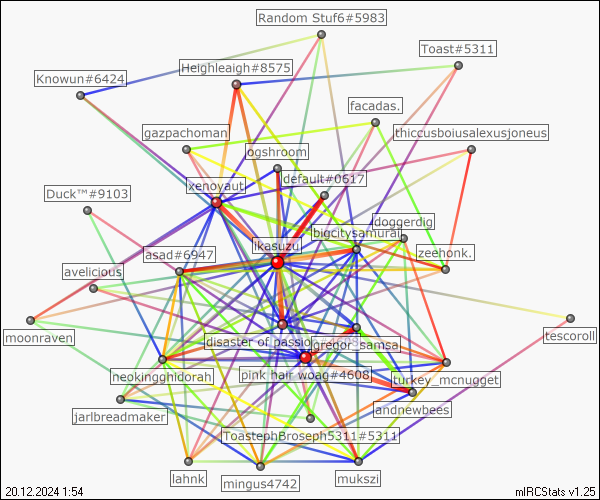 Random Stuf6#5983
Toast#5311
Heighleaigh#8575
Knowun#6424
facadas.
gazpachoman
thiccusboiusalexusjoneus
ogshroom
default#0617
xenoyaut
Duck™#9103
doggerdig
bigcitysamurai
ikasuzu
asad#6947
zeehonk.
avelicious
moonraven
tescoroll
disaster of passion#4689
gregor_samsa
pink hair woag#4608
neokingghidorah
turkey_mcnugget
andnewbees
jarlbreadmaker
ToastephBroseph5311#5311
lahnk
mingus4742
mukszi
20.12.2024 1:54
mIRCStats v1.25